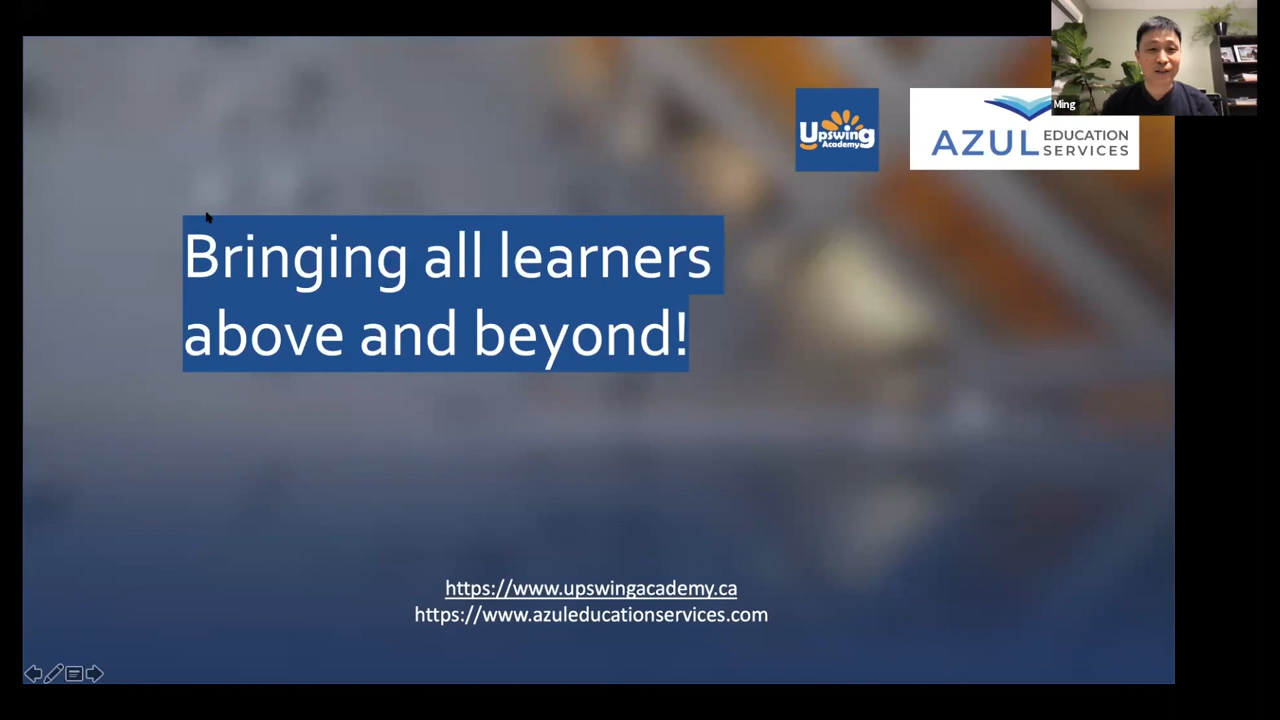 Ming
Upswing
Academy
AZUL EDUCATION
SERVICES
Bringing all learners
above and beyond!
https://www.upswingacademy.ca
https://www.azuleducationservices.com